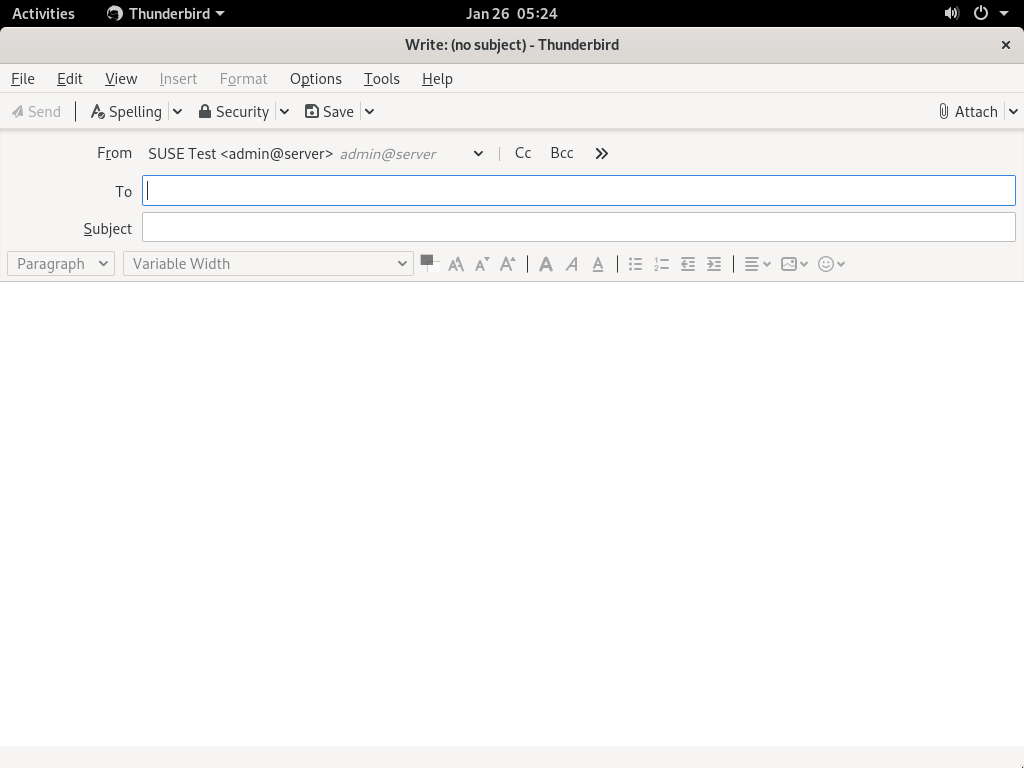 Activities Thunderbird Jan 26 05:24
Write: (no subject) - Thunderbird
File Edit View Insert Format Options Tools Help
Send Spelling Security Save Attach
From SUSE Test <admin@server> admin@server Cc Bcc
To
Subject
Paragraph Variable Width